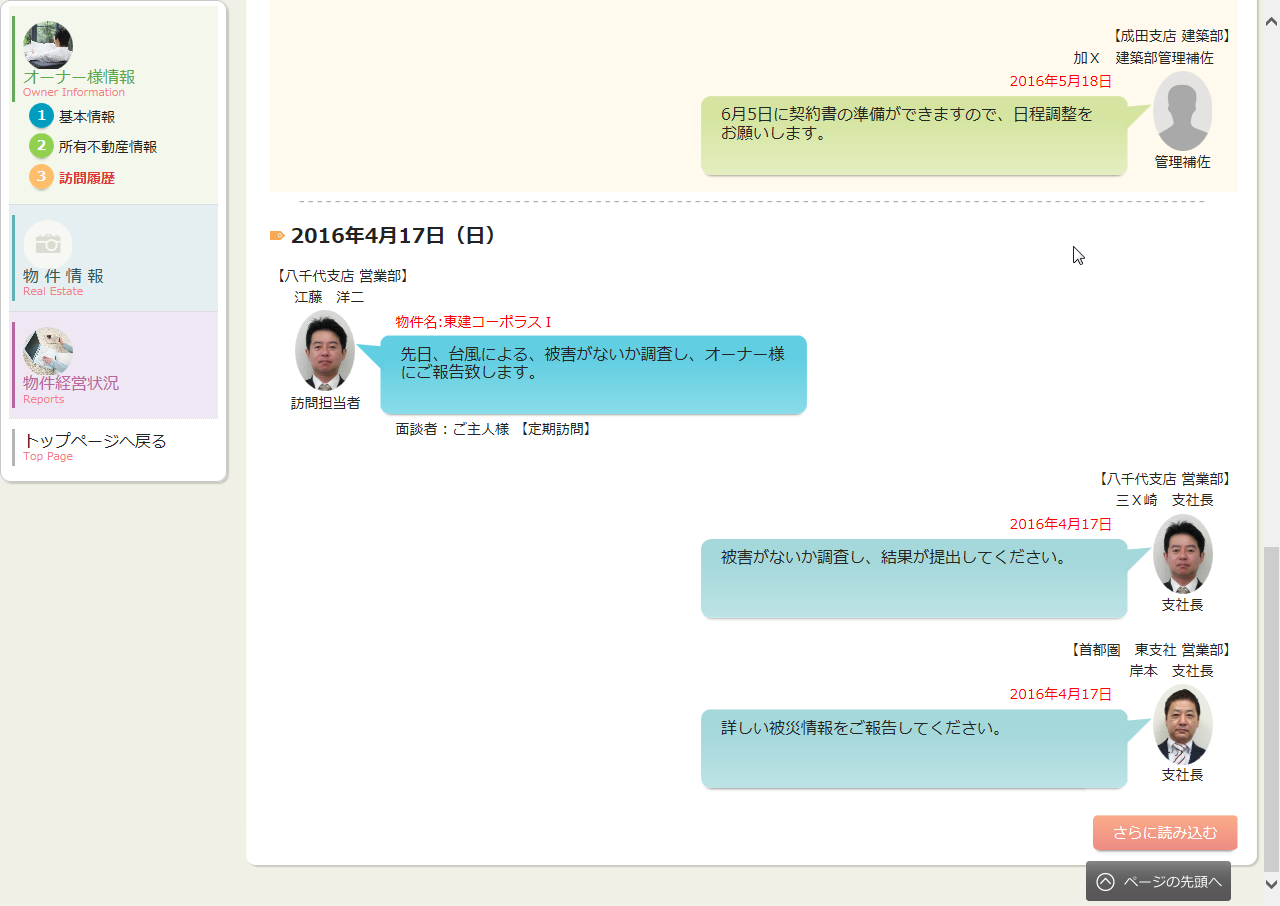 オーナー様情報
Owner Information
1 基本情報
2 所有不動産情報
3 訪問履歴
物件情報
Real Estate
物件経営状況
Reports
トップページへ戻る
Top Page
【成田支店 建築部】
加Ｘ　建築部管理補佐
2016年5月18日
6月5日に契約書の準備ができますので、日程調整を
お願いします。
管理補佐
2016年4月17日（日）
【八千代支店 営業部】
江藤　洋二
物件名:東建コーポラスⅠ
先日、台風による、被害がないか調査し、オーナー様
にご報告致します。
訪問担当者
面談者：ご主人様 【定期訪問】
【八千代支店 営業部】
三Ｘ崎　支社長
2016年4月17日
被害がないか調査し、結果が提出してください。
支社長
【首都圏　東支社 営業部】
岸本　支社長
2016年4月17日
詳しい被災情報をご報告してください。
支社長
さらに読み込む
ページの先頭へ